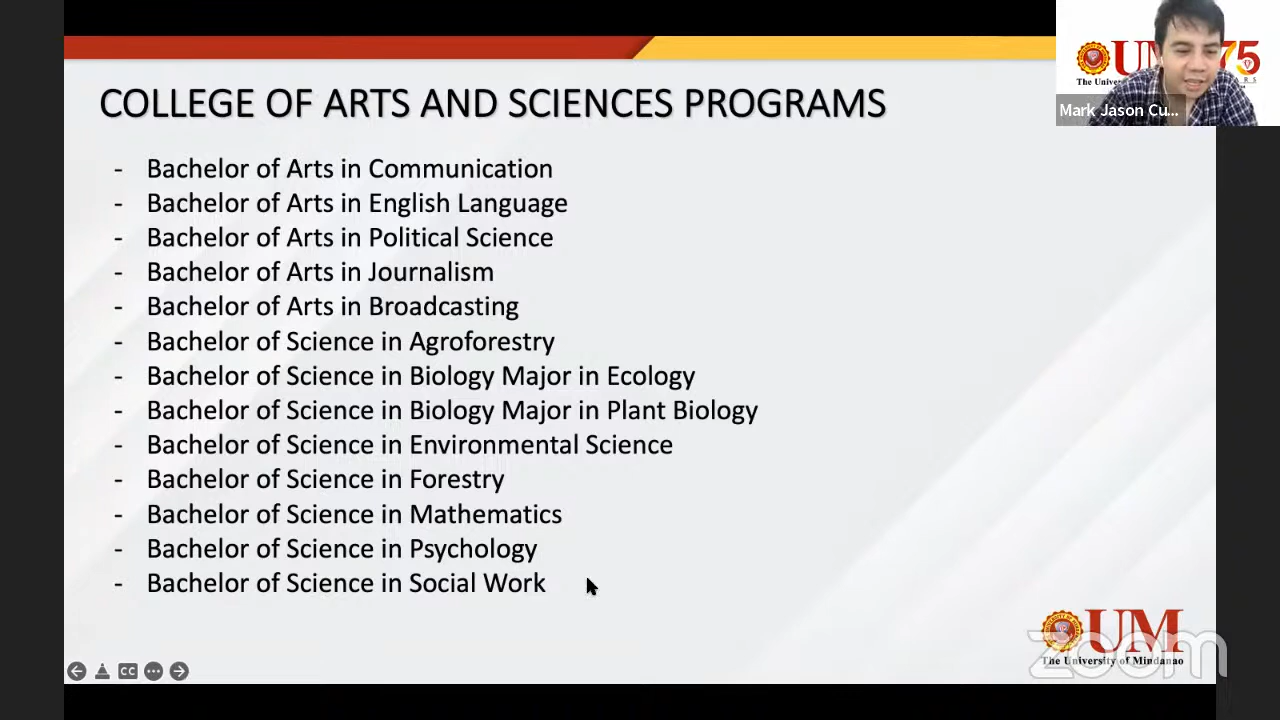 COLLEGE OF ARTS AND SCIENCES PROGRAMS
- Bachelor of Arts in Communication
- Bachelor of Arts in English Language
- Bachelor of Arts in Political Science
- Bachelor of Arts in Journalism
- Bachelor of Arts in Broadcasting
- Bachelor of Science in Agroforestry
- Bachelor of Science in Biology Major in Ecology
- Bachelor of Science in Biology Major in Plant Biology
- Bachelor of Science in Environmental Science
- Bachelor of Science in Forestry
- Bachelor of Science in Mathematics
- Bachelor of Science in Psychology
- Bachelor of Science in Social Work
UM 75
The
Mark Jason Cu...
CC
UM
The University of Mindanao
zoom